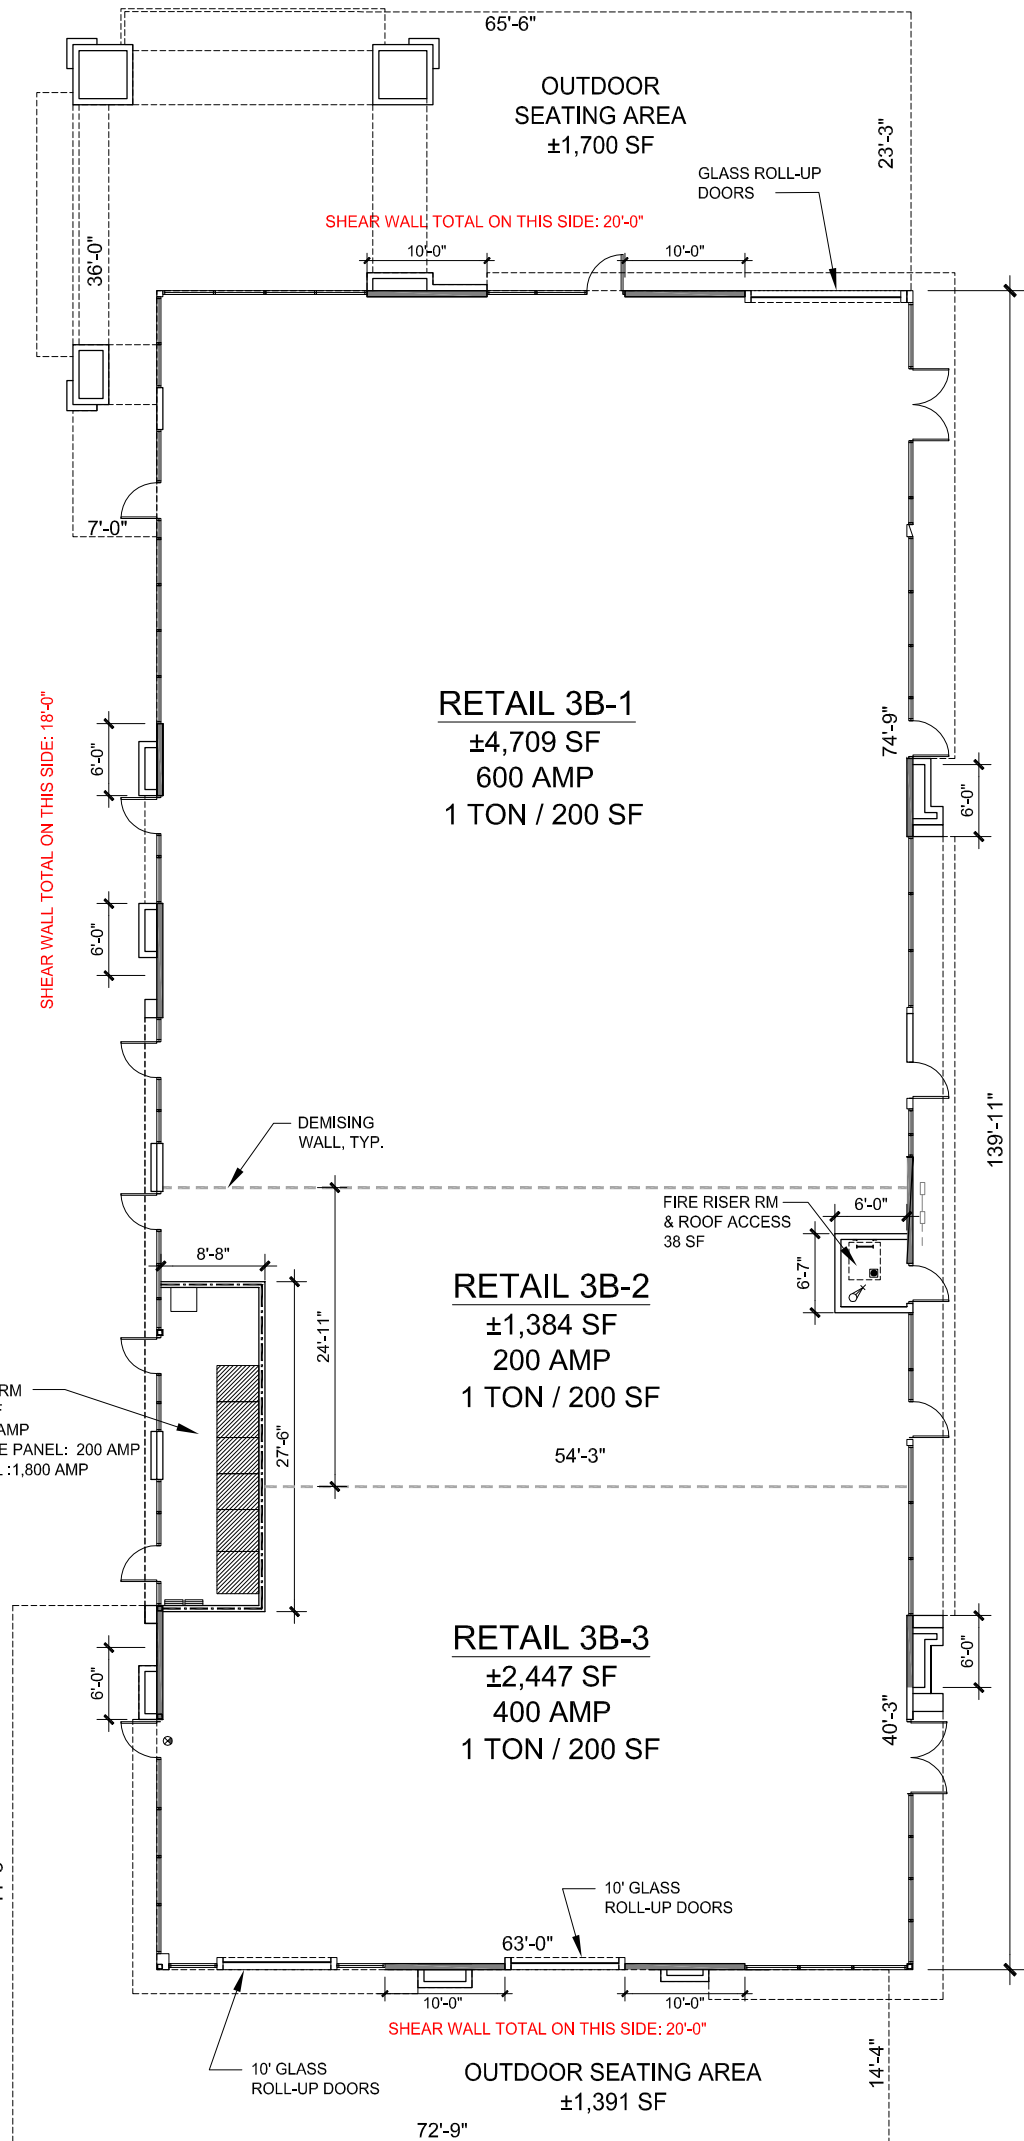 65'-6"
OUTDOOR
SEATING AREA
±1,700 SF
23'-3"
GLASS ROLL-UP
DOORS
SHEAR WALL TOTAL ON THIS SIDE: 20'-0"
10'-0"
10'-0"
36'-0"
7'-0"
SHEAR WALL TOTAL ON THIS SIDE: 18'-0"
6'-0"
6'-0"
RETAIL 3B-1
±4,709 SF
600 AMP
1 TON / 200 SF
74'-9"
6'-0"
139'-11"
DEMISING
WALL, TYP.
FIRE RISER RM
& ROOF ACCESS
38 SF
6'-0"
6'-7"
8'-8"
24'-11"
27'-6"
RETAIL 3B-2
±1,384 SF
200 AMP
1 TON / 200 SF
54'-3"
RM
AMP
E PANEL: 200 AMP
:1,800 AMP
RETAIL 3B-3
±2,447 SF
400 AMP
1 TON / 200 SF
6'-0"
6'-0"
40'-3"
10' GLASS
ROLL-UP DOORS
63'-0"
10'-0"
10'-0"
SHEAR WALL TOTAL ON THIS SIDE: 20'-0"
10' GLASS
ROLL-UP DOORS
OUTDOOR SEATING AREA
±1,391 SF
14'-4"
72'-9"